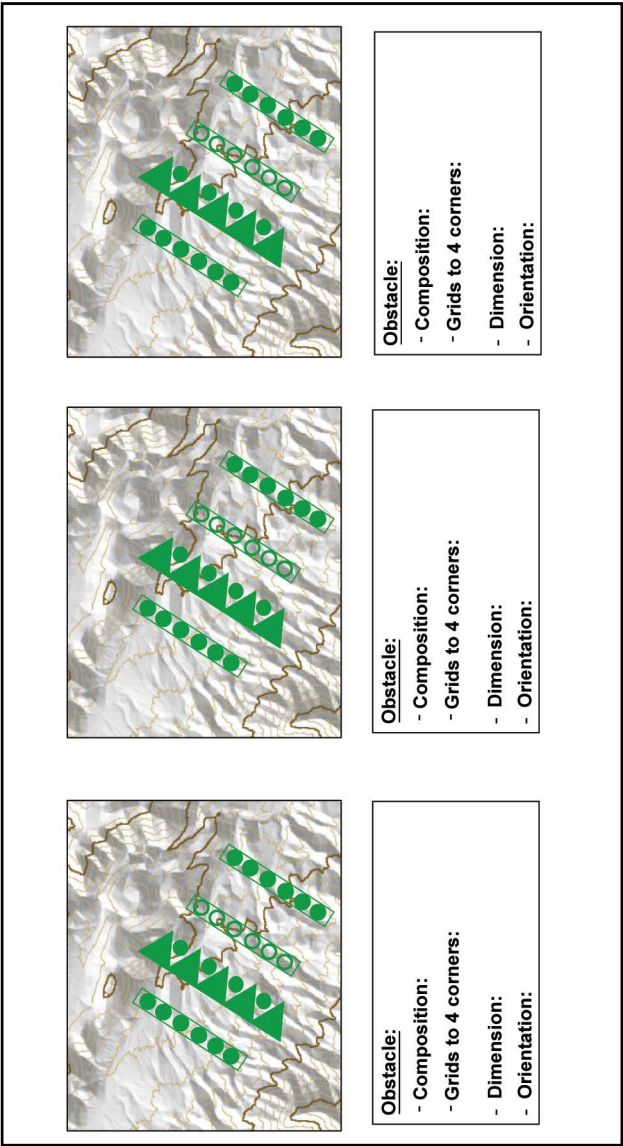 Obstacle:
- Composition:
- Grids to 4 corners:
- Dimension:
- Orientation:
Obstacle:
- Composition:
- Grids to 4 corners:
- Dimension:
- Orientation:
Obstacle:
- Composition:
- Grids to 4 corners:
- Dimension:
- Orientation: